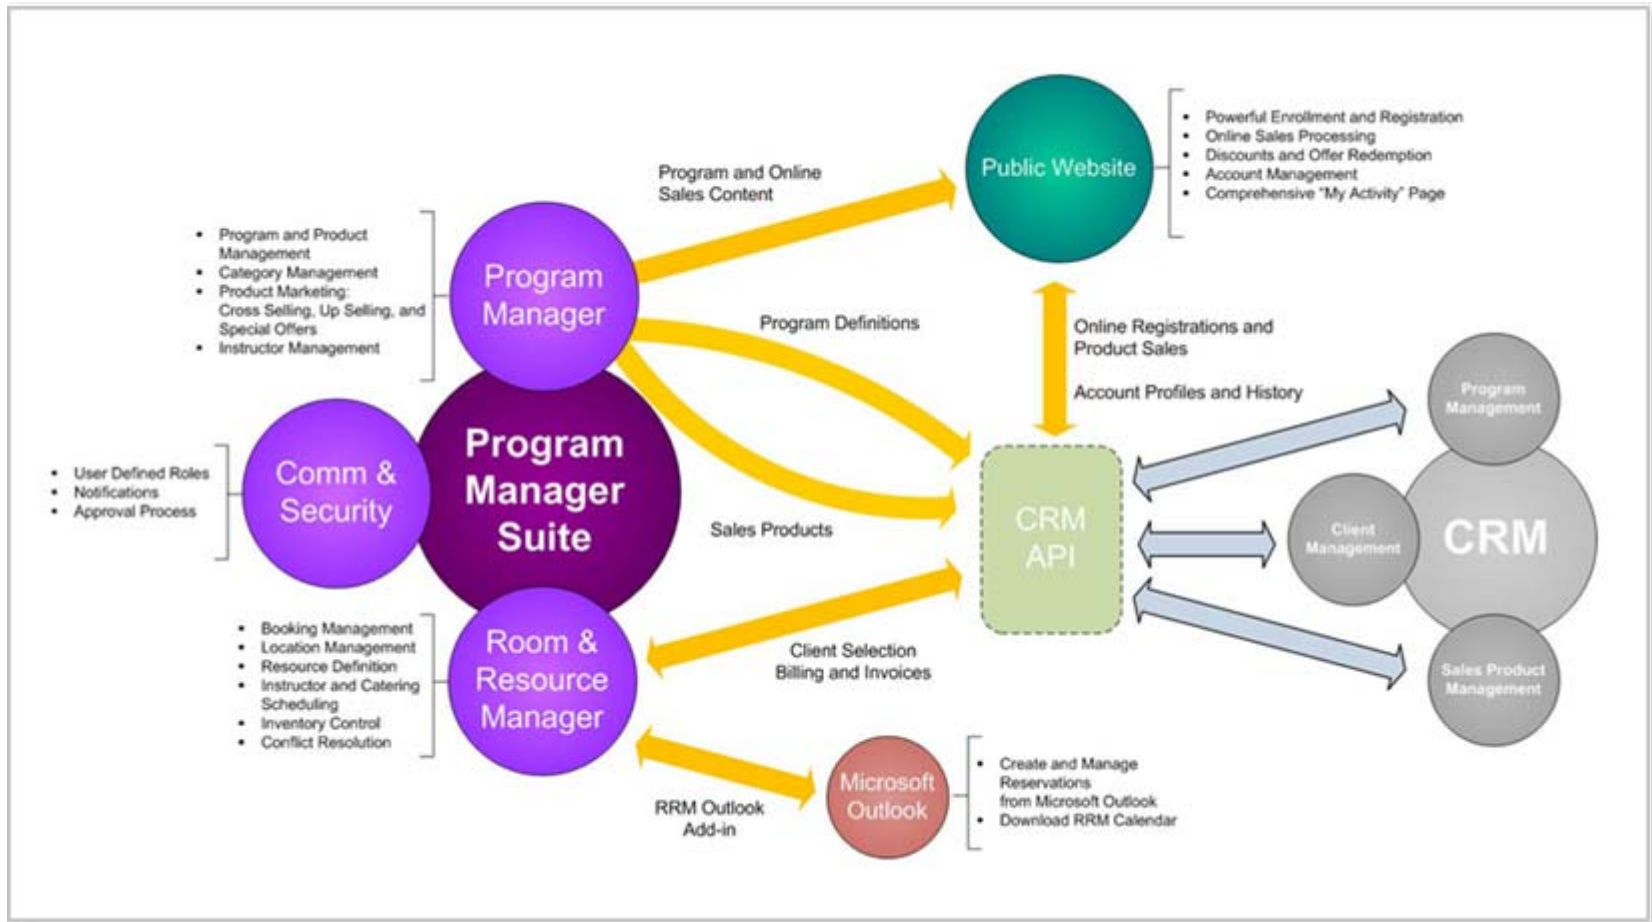 Public Website
▪ Powerful Enrollment and Registration
▪ Online Sales Processing
▪ Discounts and Offer Redemption
▪ Account Management
▪ Comprehensive “My Activity” Page
Program and Online
Sales Content
▪ Program and Product
Management
▪ Category Management
▪ Product Marketing:
Cross Selling, Up Selling, and
Special Offers
▪ Instructor Management
Program
Manager
Program Definitions
Online Registrations and
Product Sales
Account Profiles and History
▪ User Defined Roles
▪ Notifications
▪ Approval Process
Comm &
Security
Program
Manager
Suite
Sales Products
CRM
API
Program
Management
Client
Management
CRM
Sales Product
Management
▪ Booking Management
▪ Location Management
▪ Resource Definition
▪ Instructor and Catering
Scheduling
▪ Inventory Control
▪ Conflict Resolution
Room &
Resource
Manager
Client Selection
Billing and Invoices
RRM Outlook
Add-in
Microsoft
Outlook
▪ Create and Manage
Reservations
from Microsoft Outlook
▪ Download RRM Calendar